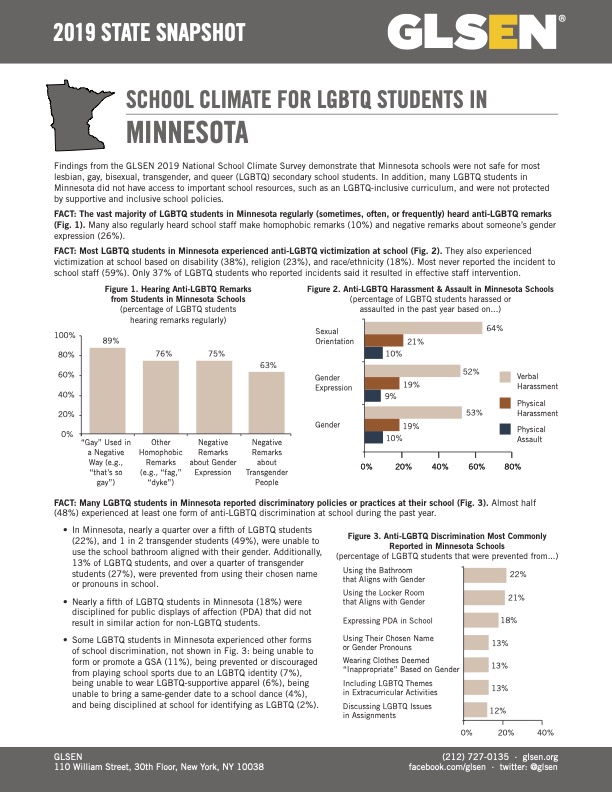 2019 STATE SNAPSHOT
GLSEN®
SCHOOL CLIMATE FOR LGBTQ STUDENTS IN
MINNESOTA
Findings from the GLSEN 2019 National School Climate Survey demonstrate that Minnesota schools were not safe for most
lesbian, gay, bisexual, transgender, and queer (LGBTQ) secondary school students. In addition, many LGBTQ students in
Minnesota did not have access to important school resources, such as an LGBTQ-inclusive curriculum, and were not protected
by supportive and inclusive school policies.
FACT: The vast majority of LGBTQ students in Minnesota regularly (sometimes, often, or frequently) heard anti-LGBTQ remarks
(Fig. 1). Many also regularly heard school staff make homophobic remarks (10%) and negative remarks about someone's gender
expression (26%).
FACT: Most LGBTQ students in Minnesota experienced anti-LGBTQ victimization at school (Fig. 2). They also experienced
victimization at school based on disability (38%), religion (23%), and race/ethnicity (18%). Most never reported the incident to
school staff (59%). Only 37% of LGBTQ students who reported incidents said it resulted in effective staff intervention.
Figure 1. Hearing Anti-LGBTQ Remarks
from Students in Minnesota Schools
(percentage of LGBTQ students
hearing remarks regularly)
100%
80%
60%
40%
20%
0%
89%
76%
75%
63%
"Gay" Used in
a Negative
Way (e.g.,
"that's so
gay")
Other
Homophobic
Remarks
(e.g., "fag,"
"dyke")
Negative
Remarks
about Gender
Expression
Negative
Remarks
about
Transgender
People
Figure 2. Anti-LGBTQ Harassment & Assault in Minnesota Schools
(percentage of LGBTQ students harassed or
assaulted in the past year based on...)
Sexual
Orientation
64%
21%
10%
Gender
Expression
52%
19%
9%
Gender
53%
19%
10%
Verbal
Harassment
Physical
Harassment
Physical
Assault
0% 20% 40% 60% 80%
FACT: Many LGBTQ students in Minnesota reported discriminatory policies or practices at their school (Fig. 3). Almost half
(48%) experienced at least one form of anti-LGBTQ discrimination at school during the past year.
• In Minnesota, nearly a quarter over a fifth of LGBTQ students
(22%), and 1 in 2 transgender students (49%), were unable to
use the school bathroom aligned with their gender. Additionally,
13% of LGBTQ students, and over a quarter of transgender
students (27%), were prevented from using their chosen name
or pronouns in school.
• Nearly a fifth of LGBTQ students in Minnesota (18%) were
disciplined for public displays of affection (PDA) that did not
result in similar action for non-LGBTQ students.
• Some LGBTQ students in Minnesota experienced other forms
of school discrimination, not shown in Fig. 3: being unable to
form or promote a GSA (11%), being prevented or discouraged
from playing school sports due to an LGBTQ identity (7%),
being unable to wear LGBTQ-supportive apparel (6%), being
unable to bring a same-gender date to a school dance (4%),
and being disciplined at school for identifying as LGBTQ (2%).
Figure 3. Anti-LGBTQ Discrimination Most Commonly
Reported in Minnesota Schools
(percentage of LGBTQ students that were prevented from...)
Using the Bathroom
that Aligns with Gender
22%
Using the Locker Room
that Aligns with Gender
21%
Expressing PDA in School
18%
Using Their Chosen Name
or Gender Pronouns
13%
Wearing Clothes Deemed
"Inappropriate" Based on Gender
13%
Including LGBTQ Themes
in Extracurricular Activities
13%
Discussing LGBTQ Issues
in Assignments
12%
0% 20% 40%
GLSEN
110 William Street, 30th Floor, New York, NY 10038
(212) 727-0135 · glsen.org
facebook.com/glsen · twitter: @glsen